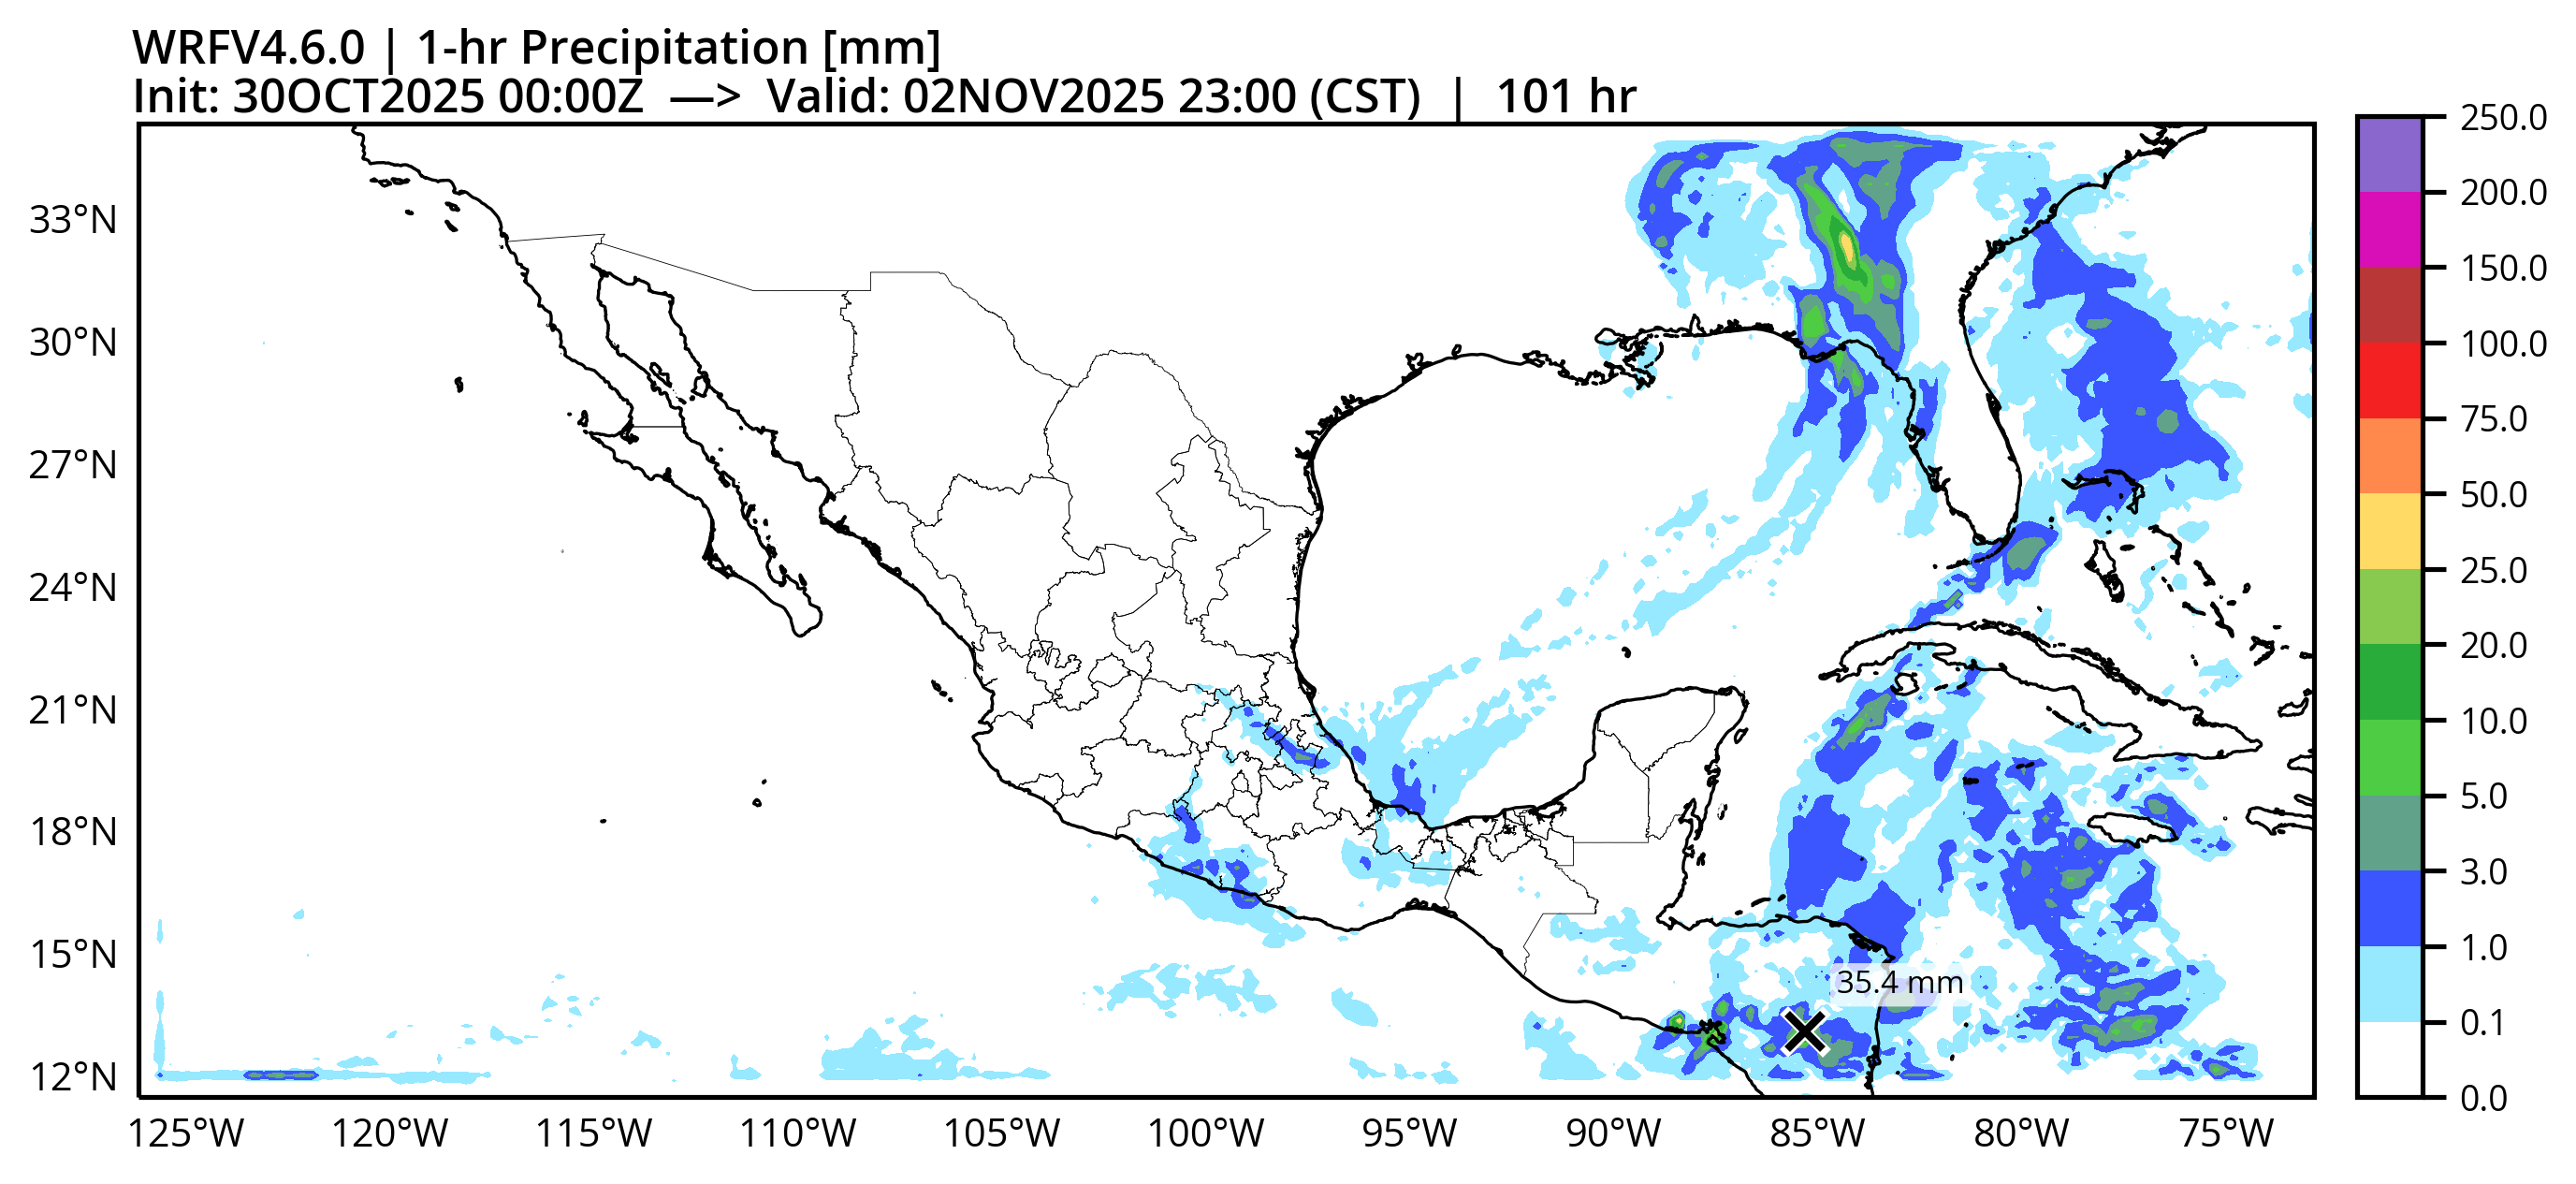 WRFV4.6.0 | 1-hr Precipitation [mm]
Init: 30OCT2025 00:00Z —> Valid: 02NOV2025 23:00 (CST) | 101 hr
33°N
30°N
27°N
24°N
21°N
18°N
15°N
12°N
125°W 120°W 115°W 110°W 105°W 100°W 95°W 90°W 85°W 80°W 75°W
35.4 mm
250.0
200.0
150.0
100.0
75.0
50.0
25.0
20.0
10.0
5.0
3.0
1.0
0.1
0.0